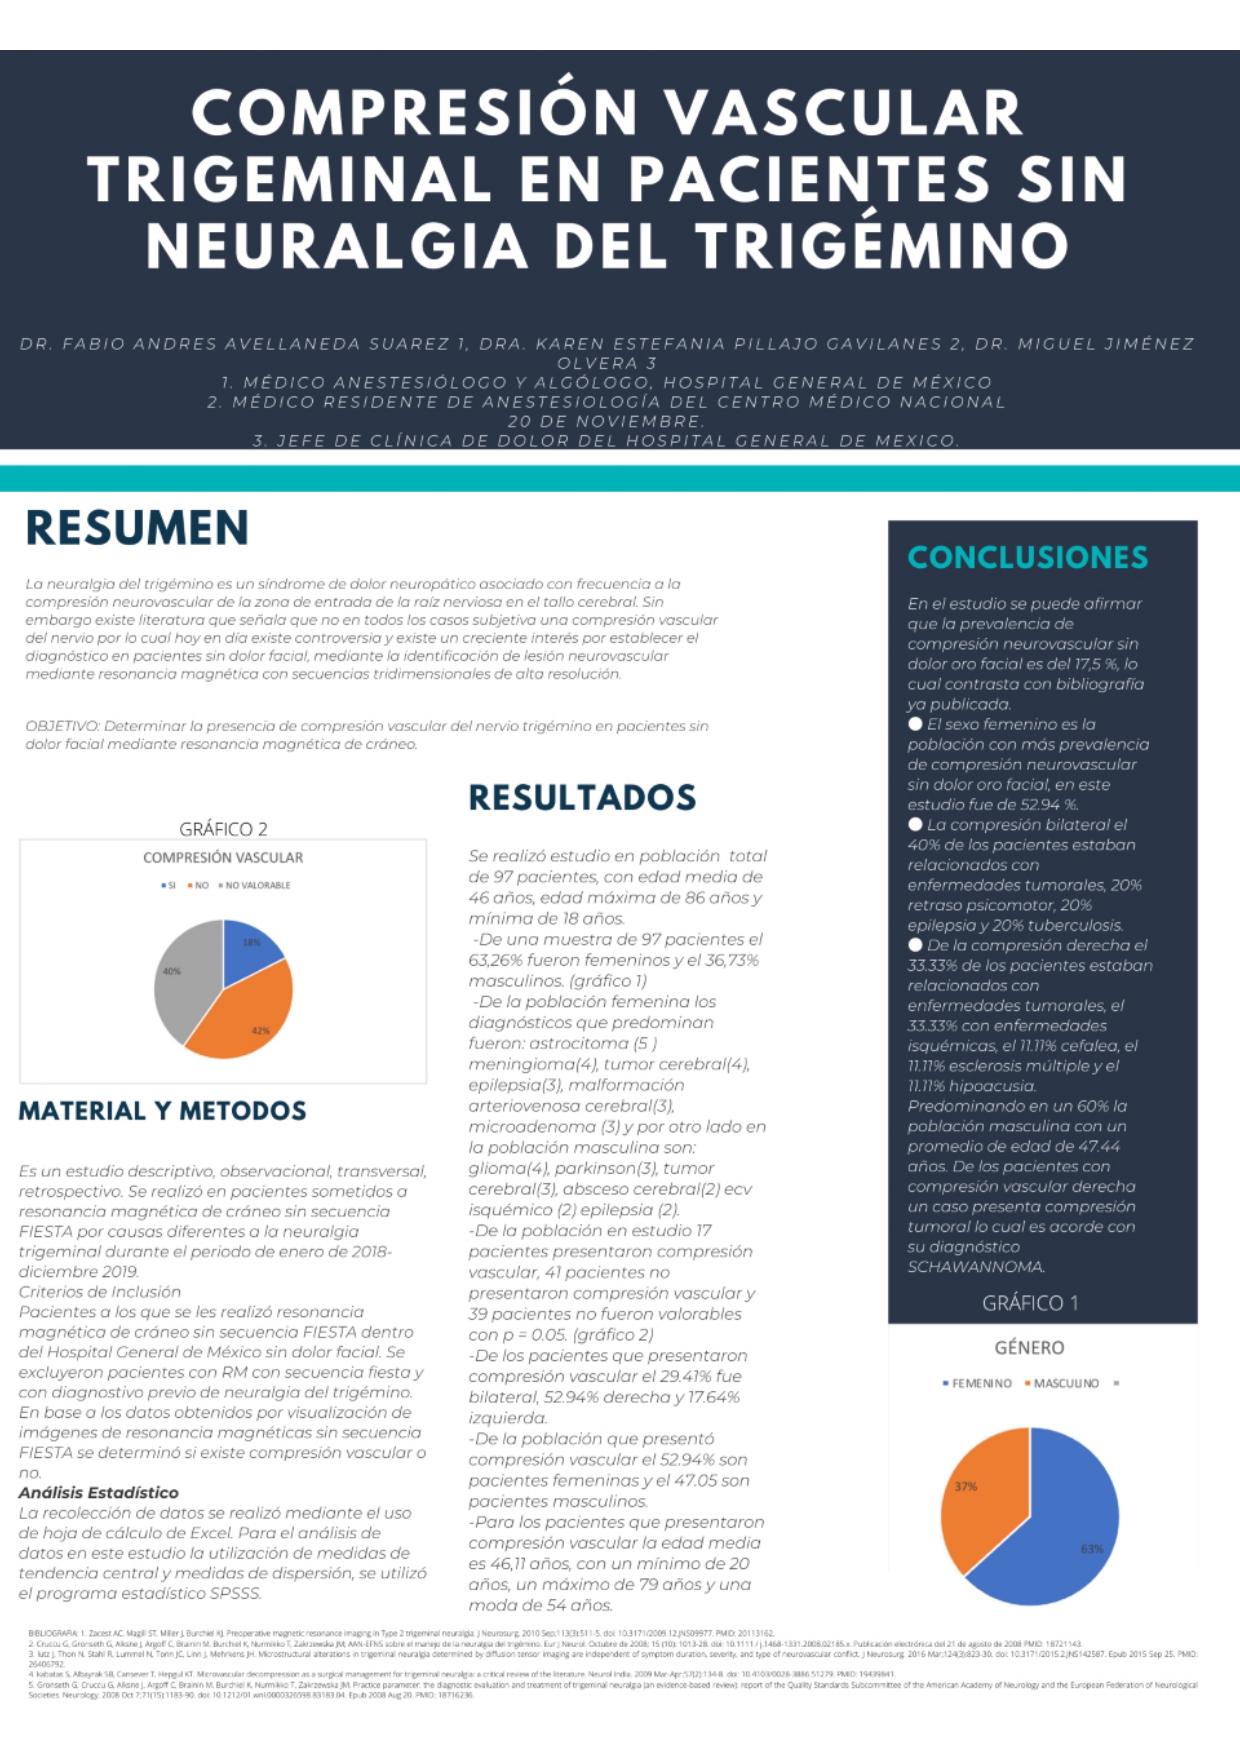 COMPRESIÓN VASCULAR
TRIGEMINAL EN PACIENTES SIN
NEURALGIA DEL TRIGÉMINO
DR. FABIO ANDRES AVELLANEDA SUAREZ 1, DRA. KAREN ESTEFANIA PILLAJO GAVILANES 2, DR. MIGUEL JIMÉNEZ
OLVERA 3
1. MÉDICO ANESTESIÓLOGO Y ALGÓLOGO, HOSPITAL GENERAL DE MÉXICO
2. MÉDICO RESIDENTE DE ANESTESIOLOGÍA DEL CENTRO MÉDICO NACIONAL
20 DE NOVIEMBRE.
3. JEFE DE CLÍNICA DE DOLOR DEL HOSPITAL GENERAL DE MEXICO.
RESUMEN
La neuralgia del trigémino es un síndrome de dolor neuropático asociado con frecuencia a la
compresión neurovascular de la zona de entrada de la raíz nerviosa en el tallo cerebral. Sin
embargo existe literatura que señala que no en todos los casos subjetiva una compresión vascular
del nervio por lo cual hoy en día existe controversia y existe un creciente interés por establecer el
diagnóstico en pacientes sin dolor facial, mediante la identificación de lesión neurovascular
mediante resonancia magnética con secuencias tridimensionales de alta resolución.
OBJETIVO: Determinar la presencia de compresión vascular del nervio trigémino en pacientes sin
dolor facial mediante resonancia magnética de cráneo.
GRÁFICO 2
COMPRESIÓN VASCULAR
SI NO NO VALORABLE
18%
40%
42%
MATERIAL Y METODOS
Es un estudio descriptivo, observacional, transversal,
retrospectivo. Se realizó en pacientes sometidos a
resonancia magnética de cráneo sin secuencia
FIESTA por causas diferentes a la neuralgia
trigeminal durante el periodo de enero de 2018-
diciembre 2019.
Criterios de Inclusión
Pacientes a los que se les realizó resonancia
magnética de cráneo sin secuencia FIESTA dentro
del Hospital General de México sin dolor facial. Se
excluyeron pacientes con RM con secuencia fiesta y
con diagnostivo previo de neuralgia del trigémino.
En base a los datos obtenidos por visualización de
imágenes de resonancia magnéticas sin secuencia
FIESTA se determinó si existe compresión vascular o
no.
Análisis Estadístico
La recolección de datos se realizó mediante el uso
de hoja de cálculo de Excel. Para el análisis de
datos en este estudio la utilización de medidas de
tendencia central y medidas de dispersión, se utilizó
el programa estadístico SPSSS.
RESULTADOS
Se realizó estudio en población total
de 97 pacientes, con edad media de
46 años, edad máxima de 86 años y
mínima de 18 años.
-De una muestra de 97 pacientes el
63,26% fueron femeninos y el 36,73%
masculinos. (gráfico 1)
-De la población femenina los
diagnósticos que predominan
fueron: astrocitoma (5 )
meningioma(4), tumor cerebral(4),
epilepsia(3), malformación
arteriovenosa cerebral(3),
microadenoma (3) y por otro lado en
la población masculina son:
glioma(4), parkinson(3), tumor
cerebral(3), absceso cerebral(2) ecv
isquémico (2) epilepsia (2).
-De la población en estudio 17
pacientes presentaron compresión
vascular, 41 pacientes no
presentaron compresión vascular y
39 pacientes no fueron valorables
con p = 0.05. (gráfico 2)
-De los pacientes que presentaron
compresión vascular el 29.41% fue
bilateral, 52.94% derecha y 17.64%
izquierda.
-De la población que presentó
compresión vascular el 52.94% son
pacientes femeninas y el 47.05 son
pacientes masculinos.
-Para los pacientes que presentaron
compresión vascular la edad media
es 46,11 años, con un mínimo de 20
años, un máximo de 79 años y una
moda de 54 años.
CONCLUSIONES
En el estudio se puede afirmar
que la prevalencia de
compresión neurovascular sin
dolor oro facial es del 17,5 %, lo
cual contrasta con bibliografía
ya publicada.
● El sexo femenino es la
población con más prevalencia
de compresión neurovascular
sin dolor oro facial, en este
estudio fue de 52.94 %.
● La compresión bilateral el
40% de los pacientes estaban
relacionados con
enfermedades tumorales, 20%
retraso psicomotor, 20%
epilepsia y 20% tuberculosis.
● De la compresión derecha el
33.33% de los pacientes estaban
relacionados con
enfermedades tumorales, el
33.33% con enfermedades
isquémicas, el 11.11% cefalea, el
11.11% esclerosis múltiple y el
11.11% hipoacusia.
Predominando en un 60% la
población masculina con un
promedio de edad de 47.44
años. De los pacientes con
compresión vascular derecha
un caso presenta compresión
tumoral lo cual es acorde con
su diagnóstico
SCHAWANNOMA.
GRÁFICO 1
GÉNERO
FEMENINO MASCULINO
37%
63%
BIBLIOGRAFIA: 1. Zacest AC, Magill ST, Miller J, Burchiel KJ. Preoperative magnetic resonance imaging in Type 2 trigeminal neuralgia. J Neurosurg. 2010 Sep;113(3):511-5. doi: 10.3171/2009.12.JNS09977. PMID: 20113162.
2. Cruccu G, Gronseth G, Alksne J, Argoff C, Brainin M, Burchiel K, Nurmikko T, Zakrzewska JM; AAN-EFNS sobre el manejo de la neuralgia del trigémino. Eur J Neurol. Octubre de 2008; 15 (10): 1013-28. doi: 10.1111 / j.1468-1331.2008.02185.x. Publicación electrónica del 21 de agosto de 2008 PMID: 18721143.
3. lutz J, Thon N, Stahl R, Lummel N, Tonn JC, Linn J, Mehrkens JH. Microstructural alterations in trigeminal neuralgia determined by diffusion tensor imaging are independent of symptom duration, severity, and type of neurovascular conflict. J Neurosurg. 2016 Mar;124(3):823-30. doi: 10.3171/2015.2.JNS142587. Epub 2015 Sep 25. PMID:
26406792.
4. kabatas S, Albayrak SB, Cansever T, Hepgul KT. Microvascular decompression as a surgical management for trigeminal neuralgia: a critical review of the literature. Neurol India. 2009 Mar-Apr;57(2):134-8. doi: 10.4103/0028-3886.51279. PMID: 19439841.
5. Gronseth G, Cruccu G, Alksne J, Argoff C, Brainin M, Burchiel K, Nurmikko T, Zakrzewska JM. Practice parameter: the diagnostic evaluation and treatment of trigeminal neuralgia (an evidence-based review): report of the Quality Standards Subcommittee of the American Academy of Neurology and the European Federation of Neurological
Societies. Neurology. 2008 Oct 7;71(15):1183-90. doi: 10.1212/01.wnl.0000326598.83183.04. Epub 2008 Aug 20. PMID: 18716236.